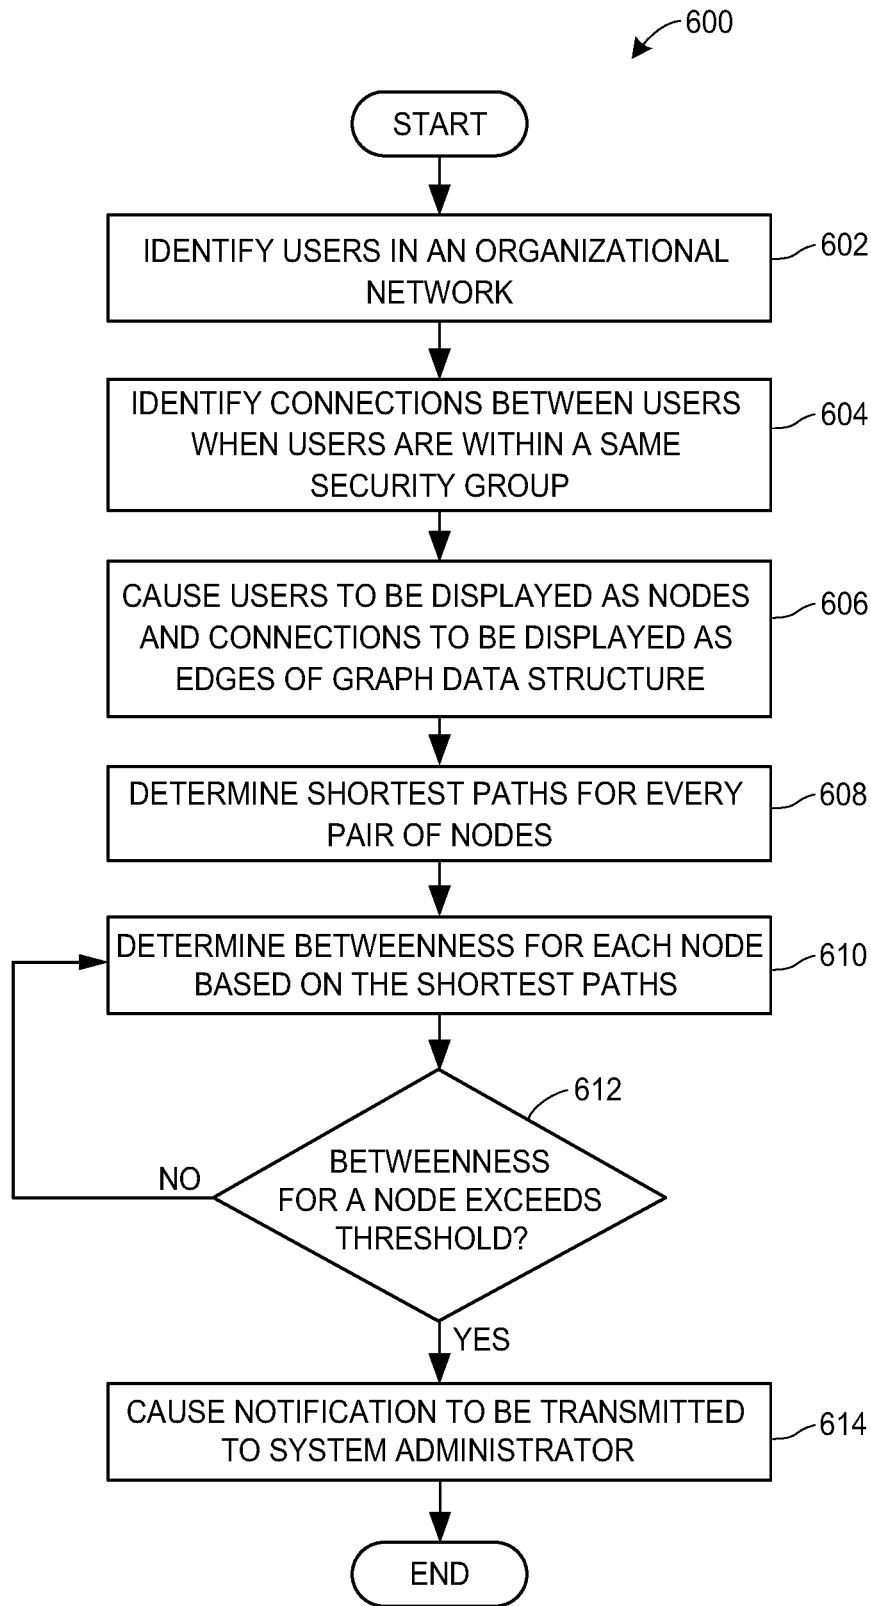 600
START
IDENTIFY USERS IN AN ORGANIZATIONAL
NETWORK
602
IDENTIFY CONNECTIONS BETWEEN USERS
WHEN USERS ARE WITHIN A SAME
SECURITY GROUP
604
CAUSE USERS TO BE DISPLAYED AS NODES
AND CONNECTIONS TO BE DISPLAYED AS
EDGES OF GRAPH DATA STRUCTURE
606
DETERMINE SHORTEST PATHS FOR EVERY
PAIR OF NODES
608
DETERMINE BETWEENNESS FOR EACH NODE
BASED ON THE SHORTEST PATHS
610
612
BETWEENNESS
FOR A NODE EXCEEDS
THRESHOLD?
NO
YES
CAUSE NOTIFICATION TO BE TRANSMITTED
TO SYSTEM ADMINISTRATOR
614
END